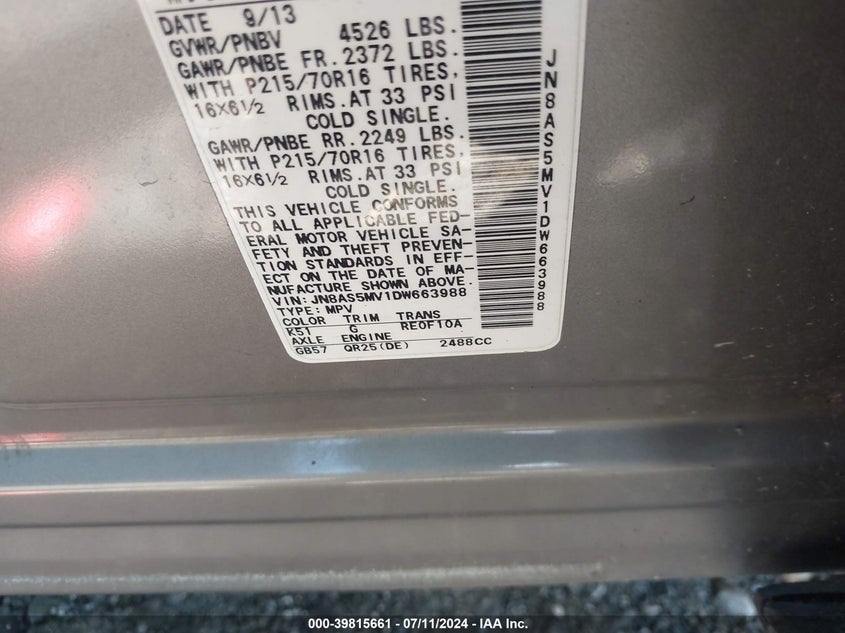 DATE 9/13
GVWR/PNBV 4526 LBS.
GAWR/PNBE FR.2372 LBS.
WITH P215/70R16 TIRES,
16X6½ RIMS.AT 33 PSI
COLD SINGLE.
GAWR/PNBE RR.2249 LBS.
WITH P215/70R16 TIRES,
16X6½ RIMS.AT 33 PSI
COLD SINGLE.
THIS VEHICLE CONFORMS
TO ALL APPLICABLE FED-
ERAL MOTOR VEHICLE SA-
FETY AND THEFT PREVEN-
TION STANDARDS IN EFF-
ECT ON THE DATE OF MA-
NUFACTURE SHOWN ABOVE.
VIN: JN8AS5MV1DW663988
TYPE: MPV
COLOR TRIM TRANS
K51 G RE0F10A
AXLE ENGINE
GB57 QR25(DE) 2488CC
JN8AS5MV1DW663988
000-39815661 - 07/11/2024 - IAA Inc.